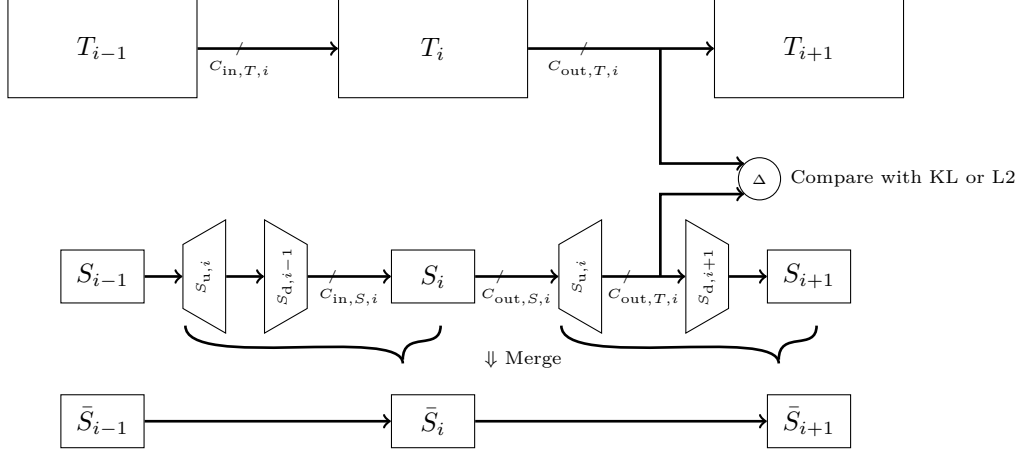 T_{i−1} T_i T_{i+1}
C_{in,T,i} C_{out,T,i}
Δ Compare with KL or L2
S_{i−1} S_{u,i} S_{d,i−1} S_i S_{u,i} S_{d,i+1} S_{i+1}
C_{in,S,i} C_{out,S,i} C_{out,T,i}
⇓ Merge
S̄_{i−1} S̄_i S̄_{i+1}